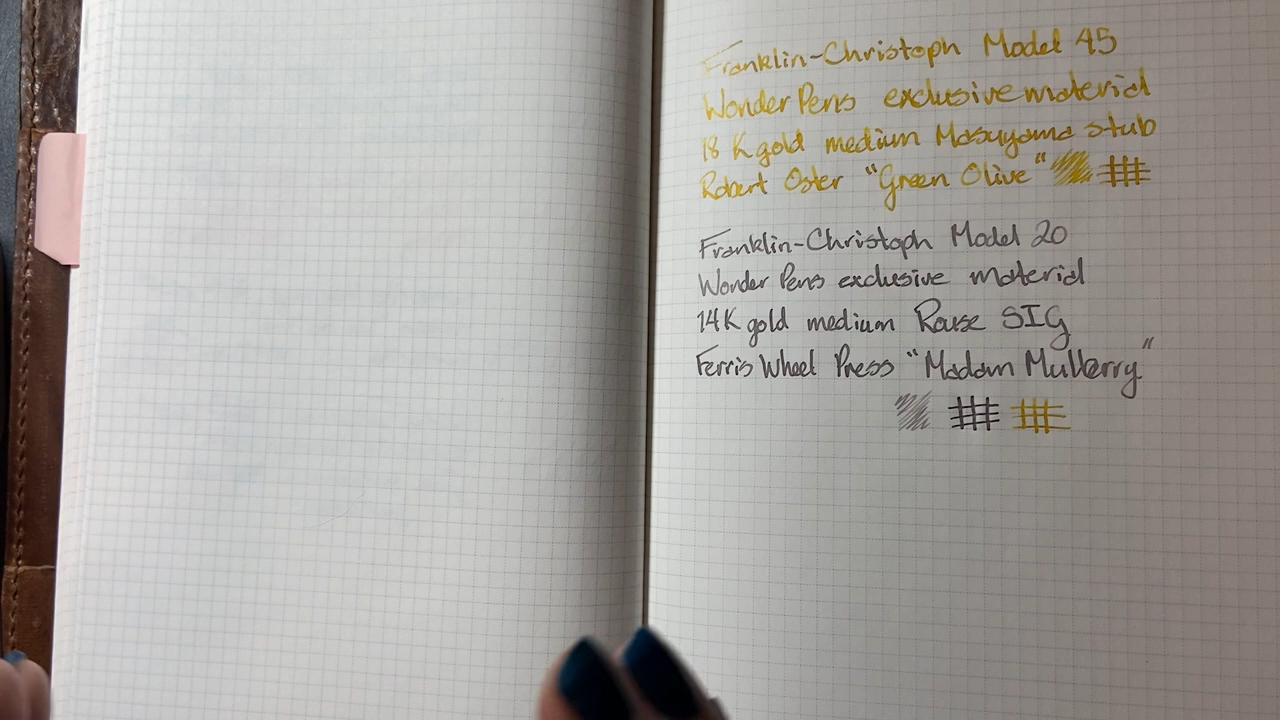 Franklin-Christoph Model 45
Wonder Pens exclusive material
18K gold medium Masuyama stub
Robert Oster "Green Olive"
Franklin-Christoph Model 20
Wonder Pens exclusive material
14K gold medium Rouse SIG
Ferris Wheel Press "Madam Mulberry"